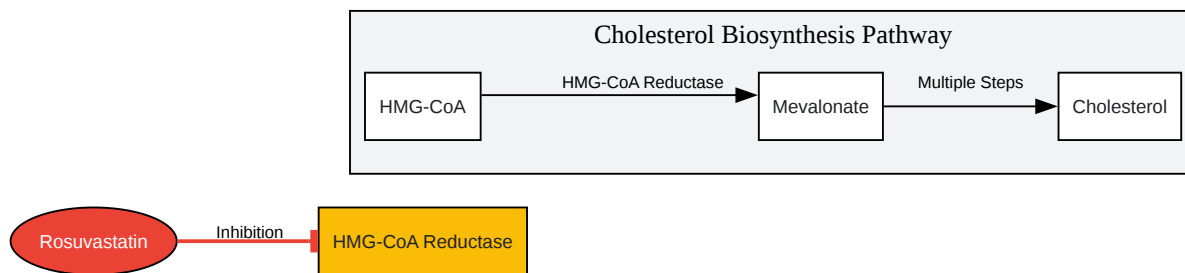 Cholesterol Biosynthesis Pathway
HMG-CoA
HMG-CoA Reductase
Mevalonate
Multiple Steps
Cholesterol
Rosuvastatin
Inhibition
HMG-CoA Reductase